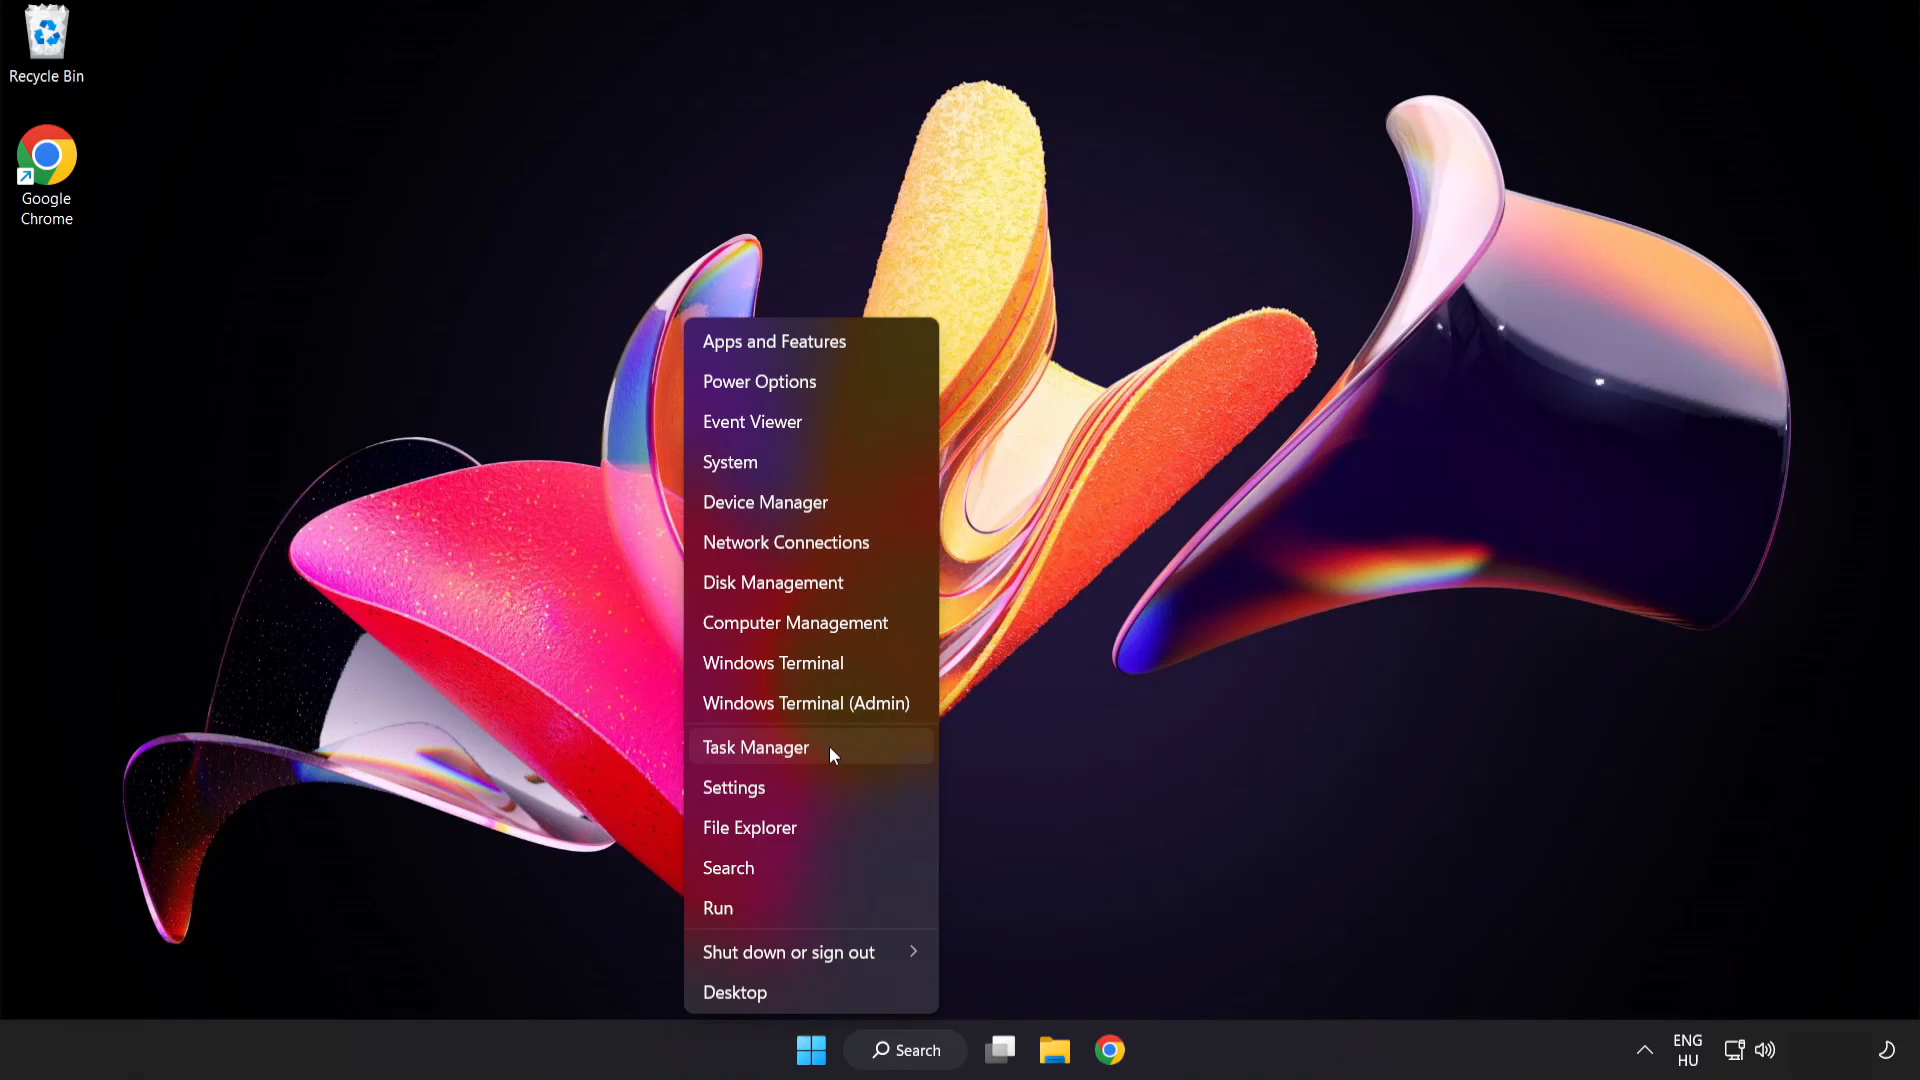 Recycle Bin
Google
Chrome
Apps and Features
Power Options
Event Viewer
System
Device Manager
Network Connections
Disk Management
Computer Management
Windows Terminal
Windows Terminal (Admin)
Task Manager
Settings
File Explorer
Search
Run
Shut down or sign out
Desktop
Search
ENG
HU